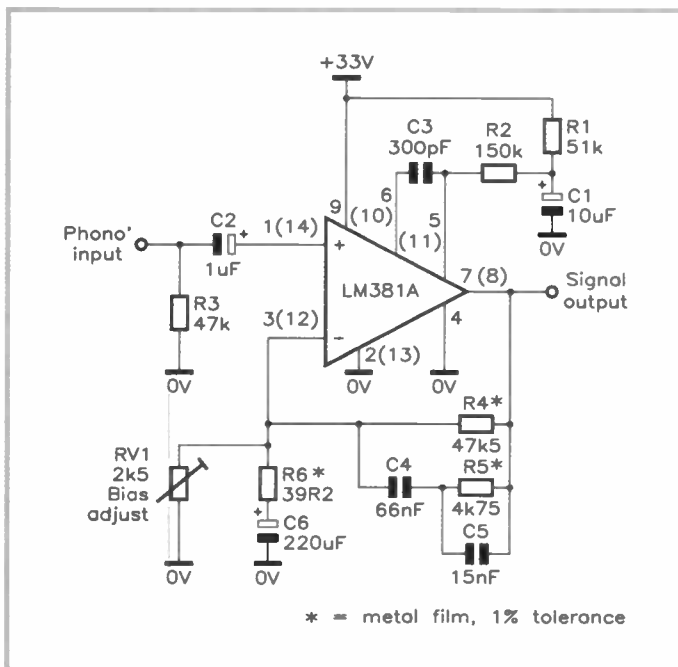 +33V
C3
300pF
R2
150k
R1
51k
+
C1
10uF
0V
6
(11)
5
9
(10)
C2
+
1uF
1(14)
Phono'
input
R3
47k
0V
+
LM381A
–
7(8)
Signal
output
3(12)
2(13)
0V
4
0V
RV1
2k5
Bias
adjust
0V
R6*
39R2
+
C6
220uF
0V
C4
66nF
R4*
47k5
R5*
4k75
C5
15nF
* = metal film, 1% tolerance